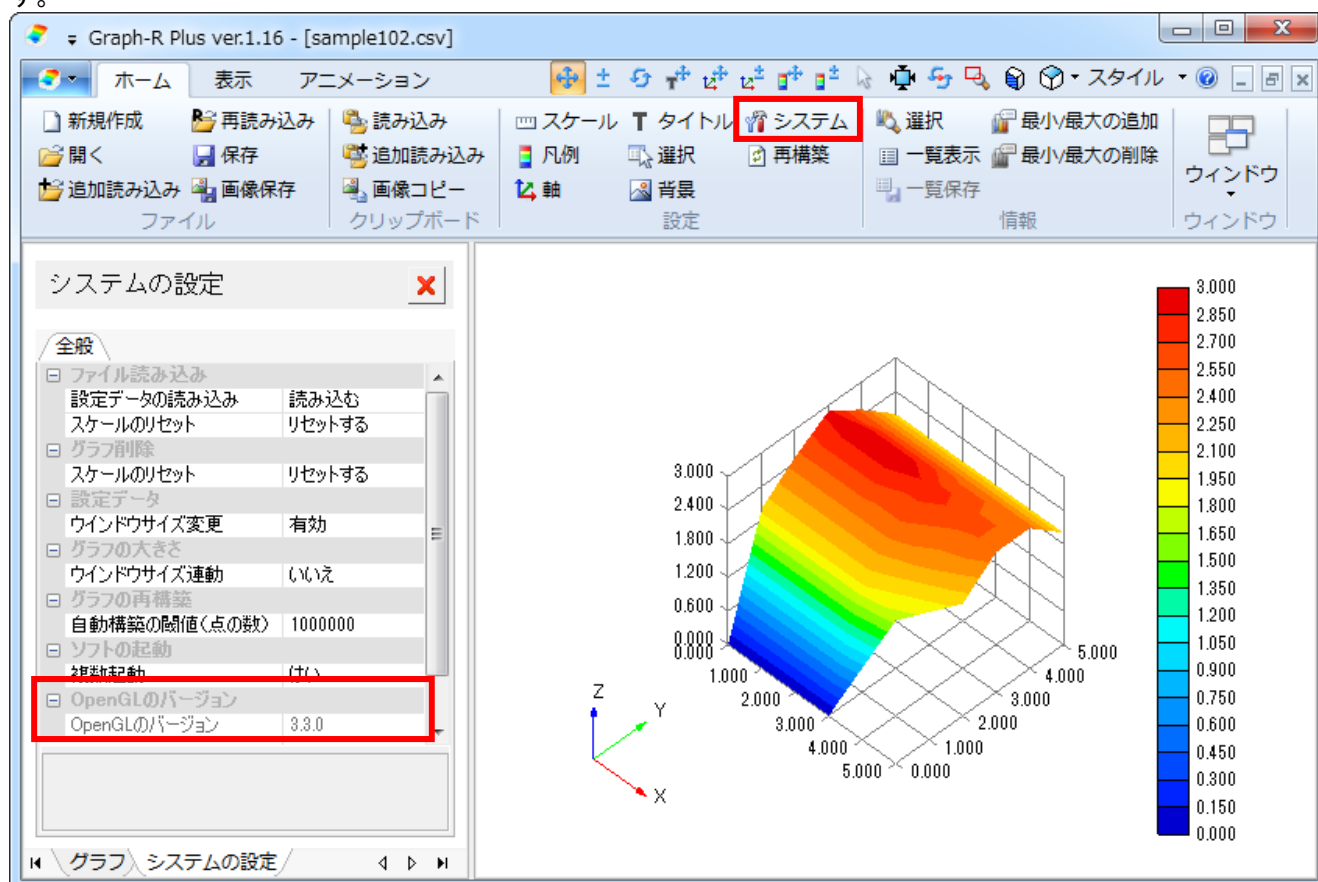 す。
Graph-R Plus ver.1.16 - [sample102.csv]
ホーム 表示 アニメーション スタイル
新規作成 再読み込み 読み込み スケール タイトル システム 選択 最小/最大の追加
開く 保存 追加読み込み 凡例 選択 再構築 一覧表示 最小/最大の削除
追加読み込み 画像保存 画像コピー 軸 背景 一覧保存 ウィンドウ
ファイル クリップボード 設定 情報 ウィンドウ
システムの設定
全般
ファイル読み込み
設定データの読み込み 読み込む
スケールのリセット リセットする
グラフ削除
スケールのリセット リセットする
設定データ
ウインドウサイズ変更 有効
グラフの大きさ
ウインドウサイズ連動 いいえ
グラフの再構築
自動構築の閾値(点の数) 1000000
ソフトの起動
複数起動 はい
OpenGLのバージョン
OpenGLのバージョン 3.3.0
グラフ システムの設定
3.000
2.400
1.800
1.200
0.600
0.000
0.000
1.000
2.000
3.000
4.000
5.000
0.000
1.000
2.000
3.000
4.000
5.000
Z
Y
X
3.000
2.850
2.700
2.550
2.400
2.250
2.100
1.950
1.800
1.650
1.500
1.350
1.200
1.050
0.900
0.750
0.600
0.450
0.300
0.150
0.000